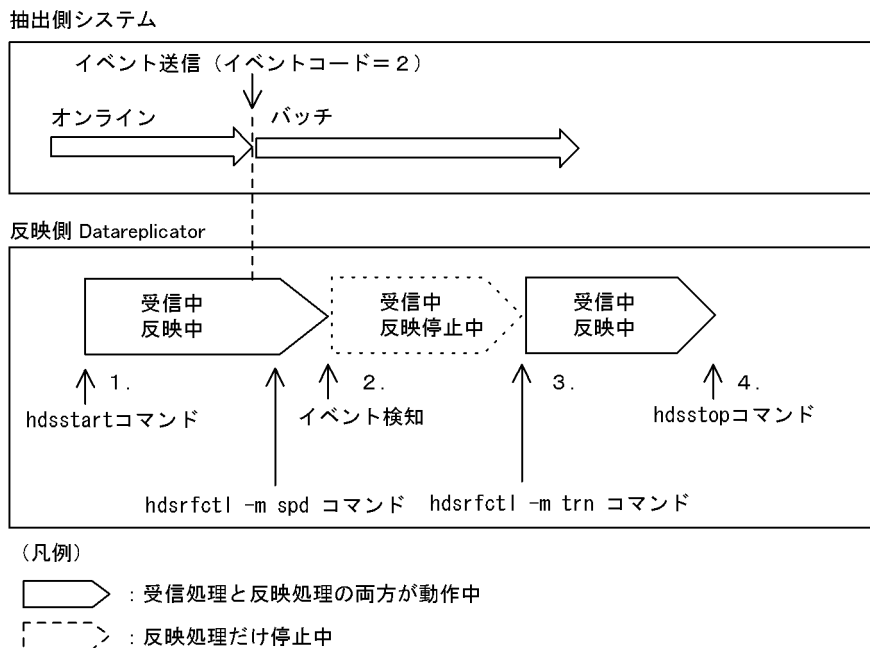 抽出側システム
イベント送信（イベントコード＝２）
オンライン
バッチ
反映側 Datareplicator
受信中
反映中
受信中
反映停止中
受信中
反映中
１.
hdsstartコマンド
２.
イベント検知
３.
４.
hdsstopコマンド
hdsrfctl -m spd コマンド
hdsrfctl -m trn コマンド
（凡例）
：受信処理と反映処理の両方が動作中
：反映処理だけ停止中